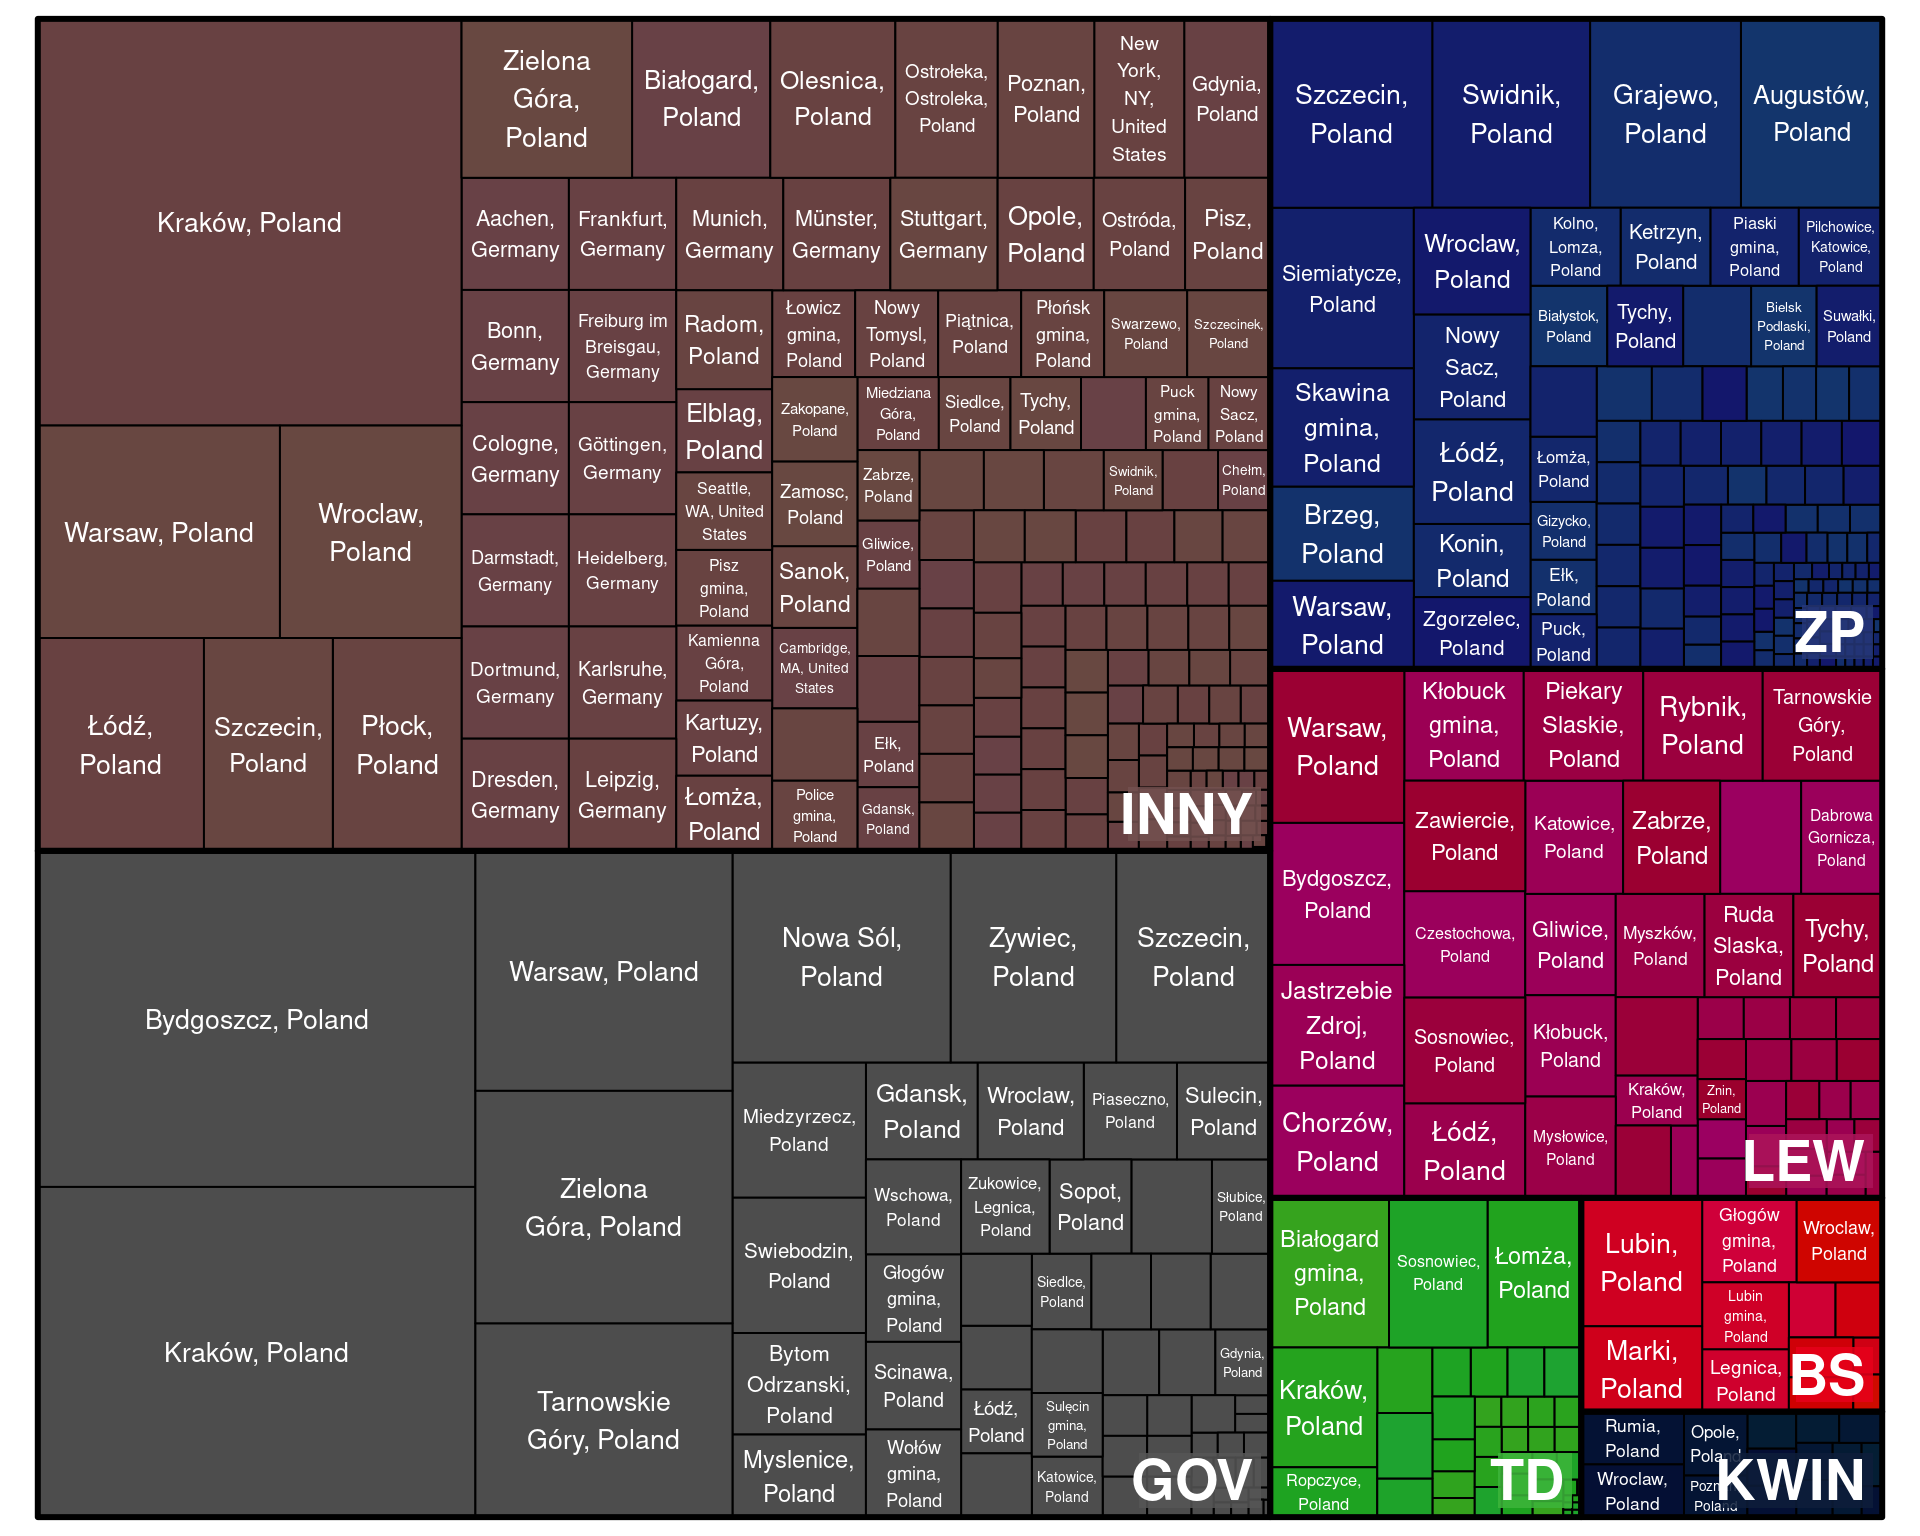 Kraków, Poland
Warsaw, Poland
Wroclaw,
Poland
Łódź,
Poland
Szczecin,
Poland
Płock,
Poland
Zielona
Góra,
Poland
Białogard,
Poland
Olesnica,
Poland
Ostrołeka,
Ostroleka,
Poland
Poznan,
Poland
New
York,
NY,
United
States
Gdynia,
Poland
Aachen,
Germany
Frankfurt,
Germany
Munich,
Germany
Münster,
Germany
Stuttgart,
Germany
Opole,
Poland
Ostróda,
Poland
Pisz,
Poland
Bonn,
Germany
Freiburg im
Breisgau,
Germany
Cologne,
Germany
Göttingen,
Germany
Darmstadt,
Germany
Heidelberg,
Germany
Dortmund,
Germany
Karlsruhe,
Germany
Dresden,
Germany
Leipzig,
Germany
Radom,
Poland
Elblag,
Poland
Seattle,
WA, United
States
Pisz
gmina,
Poland
Kamienna
Góra,
Poland
Kartuzy,
Poland
Łomża,
Poland
Łowicz
gmina,
Poland
Nowy
Tomysl,
Poland
Piątnica,
Poland
Płońsk
gmina,
Poland
Swarzewo,
Poland
Szczecinek,
Poland
Zakopane,
Poland
Zamosc,
Poland
Sanok,
Poland
Cambridge,
MA, United
States
Police
gmina,
Poland
Miedziana
Góra,
Poland
Siedlce,
Poland
Tychy,
Poland
Puck
gmina,
Poland
Nowy
Sacz,
Poland
Zabrze,
Poland
Gliwice,
Poland
Ełk,
Poland
Gdansk,
Poland
Swidnik,
Poland
Chełm,
Poland
INNY
Bydgoszcz, Poland
Kraków, Poland
Warsaw, Poland
Zielona
Góra, Poland
Tarnowskie
Góry, Poland
Nowa Sól,
Poland
Zywiec,
Poland
Szczecin,
Poland
Miedzyrzecz,
Poland
Swiebodzin,
Poland
Bytom
Odrzanski,
Poland
Myslenice,
Poland
Gdansk,
Poland
Wroclaw,
Poland
Piaseczno,
Poland
Sulecin,
Poland
Wschowa,
Poland
Głogów
gmina,
Poland
Scinawa,
Poland
Wołów
gmina,
Poland
Zukowice,
Legnica,
Poland
Sopot,
Poland
Słubice,
Poland
Siedlce,
Poland
Gdynia,
Poland
Łódź,
Poland
Sulęcin
gmina,
Poland
Katowice,
Poland
GOV
Szczecin,
Poland
Swidnik,
Poland
Grajewo,
Poland
Augustów,
Poland
Siemiatycze,
Poland
Skawina
gmina,
Poland
Brzeg,
Poland
Warsaw,
Poland
Wroclaw,
Poland
Nowy
Sacz,
Poland
Łódź,
Poland
Konin,
Poland
Zgorzelec,
Poland
Kolno,
Lomza,
Poland
Ketrzyn,
Poland
Piaski
gmina,
Poland
Pilchowice,
Katowice,
Poland
Białystok,
Poland
Tychy,
Poland
Bielsk
Podlaski,
Poland
Suwałki,
Poland
Łomża,
Poland
Gizycko,
Poland
Ełk,
Poland
Puck,
Poland
ZP
Warsaw,
Poland
Bydgoszcz,
Poland
Jastrzebie
Zdroj,
Poland
Chorzów,
Poland
Kłobuck
gmina,
Poland
Piekary
Slaskie,
Poland
Rybnik,
Poland
Tarnowskie
Góry,
Poland
Zawiercie,
Poland
Czestochowa,
Poland
Sosnowiec,
Poland
Łódź,
Poland
Katowice,
Poland
Zabrze,
Poland
Dabrowa
Gornicza,
Poland
Gliwice,
Poland
Kłobuck,
Poland
Mysłowice,
Poland
Myszków,
Poland
Ruda
Slaska,
Poland
Tychy,
Poland
Kraków,
Poland
Znin,
Poland
LEW
Białogard
gmina,
Poland
Sosnowiec,
Poland
Łomża,
Poland
Kraków,
Poland
Ropczyce,
Poland
TD
Lubin,
Poland
Marki,
Poland
Głogów
gmina,
Poland
Wroclaw,
Poland
Lubin
gmina,
Poland
Legnica,
Poland
BS
Rumia,
Poland
Wroclaw,
Poland
Opole,
Poland
Poland
KWIN